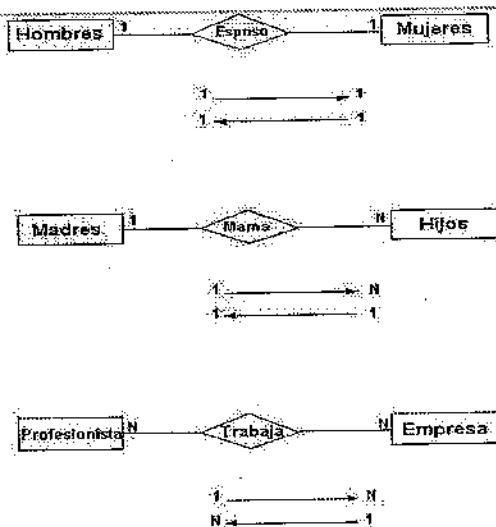 Hombres 1 Esposo 1 Mujeres
1 1
1 1
Madres 1 Mama N Hijos
1 N
1 1
Profesionista N Trabaja N Empresa
1 N
N 1